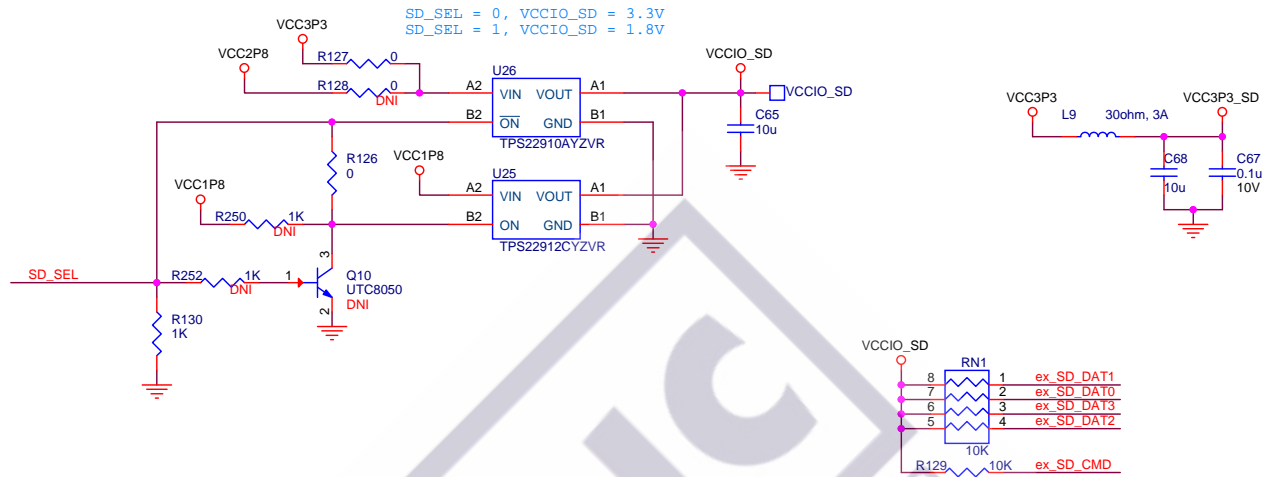 SD_SEL = 0, VCCIO_SD = 3.3V
SD_SEL = 1, VCCIO_SD = 1.8V
VCC3P3
VCC2P8
R127 0
R128 0
DNI
U26
A2 VIN VOUT A1
B2 ON GND B1
TPS22910AYZVR
VCCIO_SD
VCCIO_SD
C65
10u
R126
0
VCC1P8
U25
A2 VIN VOUT A1
B2 ON GND B1
TPS22912CYZVR
VCC1P8
R250 1K
DNI
SD_SEL
R252 1K
DNI
1
3
2
Q10
UTC8050
DNI
R130
1K
VCC3P3
L9 30ohm, 3A
VCC3P3_SD
C68
10u
C67
0.1u
10V
VCCIO_SD
RN1
8 1 ex_SD_DAT1
7 2 ex_SD_DAT0
6 3 ex_SD_DAT3
5 4 ex_SD_DAT2
10K
R129 10K ex_SD_CMD
IC